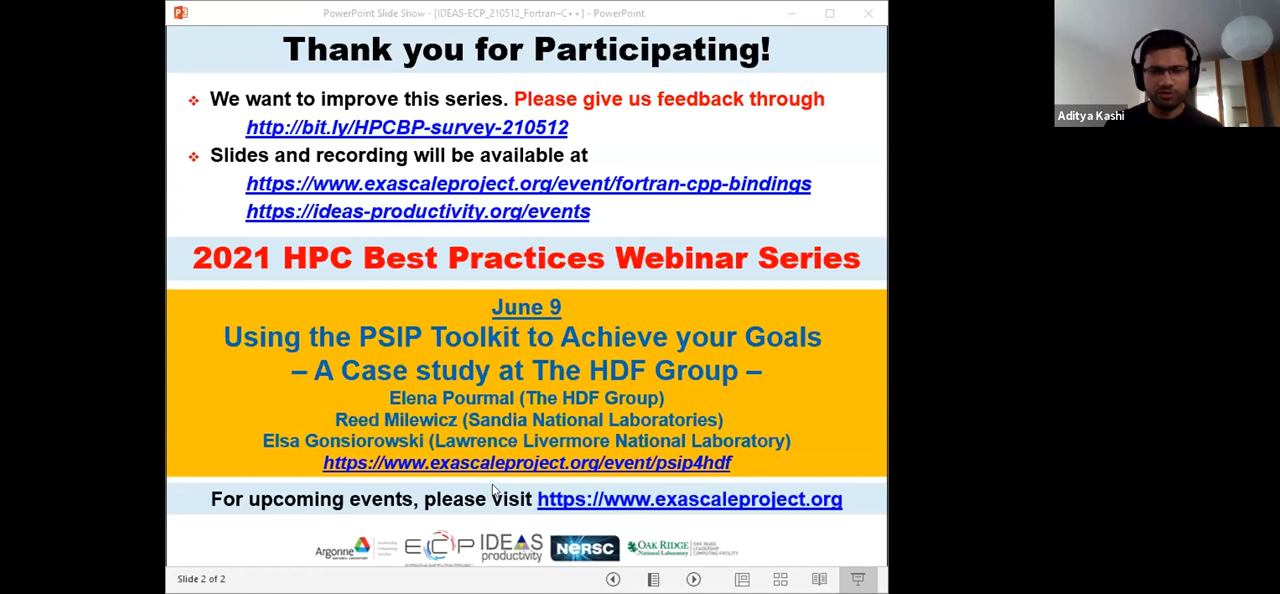 PowerPoint Slide Show - [IDEAS-ECP_210512_Fortran–C++] - PowerPoint
Thank you for Participating!
We want to improve this series. Please give us feedback through
http://bit.ly/HPCBP-survey-210512
Slides and recording will be available at
https://www.exascaleproject.org/event/fortran-cpp-bindings
https://ideas-productivity.org/events
2021 HPC Best Practices Webinar Series
June 9
Using the PSIP Toolkit to Achieve your Goals
– A Case study at The HDF Group –
Elena Pourmal (The HDF Group)
Reed Milewicz (Sandia National Laboratories)
Elsa Gonsiorowski (Lawrence Livermore National Laboratory)
https://www.exascaleproject.org/event/psip4hdf
For upcoming events, please visit https://www.exascaleproject.org
Argonne
ECP
IDEAS
productivity
NERSC
OAK RIDGE
National Laboratory
Slide 2 of 2
Aditya Kashi